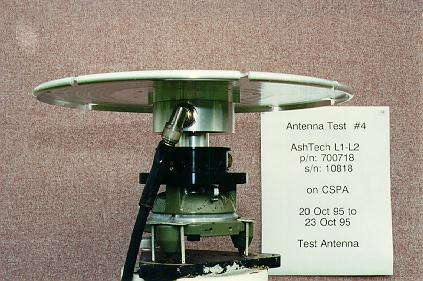 Antenna Test #4
AshTech L1-L2
p/n: 700718
s/n: 10818
on CSPA
20 Oct 95 to
23 Oct 95
Test Antenna